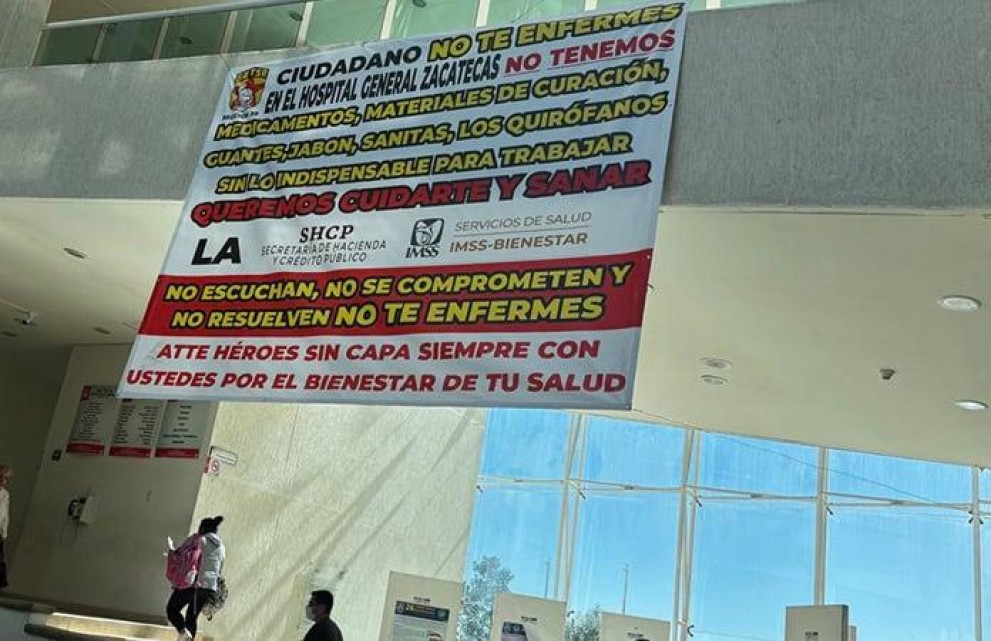 CIUDADANO NO TE ENFERMES
EN EL HOSPITAL GENERAL ZACATECAS NO TENEMOS
MEDICAMENTOS, MATERIALES DE CURACIÓN,
GUANTES,JABON, SANITAS, LOS QUIRÓFANOS
SIN LO INDISPENSABLE PARA TRABAJAR
QUEREMOS CUIDARTE Y SANAR
LA
SHCP
SECRETARÍA DE HACIENDA
Y CRÉDITO PÚBLICO
IMSS
SERVICIOS DE SALUD
IMSS-BIENESTAR
NO ESCUCHAN, NO SE COMPROMETEN Y
NO RESUELVEN NO TE ENFERMES
ATTE HÉROES SIN CAPA SIEMPRE CON
USTEDES POR EL BIENESTAR DE TU SALUD